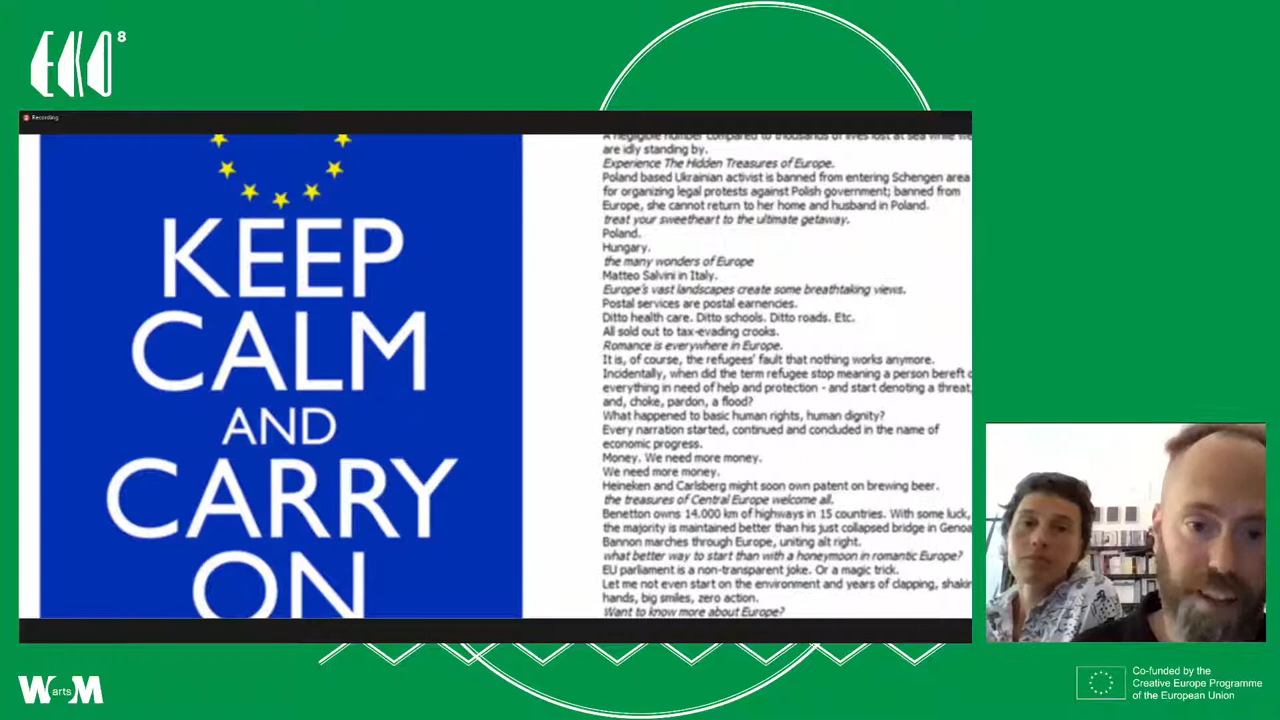 EKO 8
Recording
KEEP
CALM
AND
CARRY
ON
A negligible number compared to thousands of lives lost at sea while we
are idly standing by.
Experience The Hidden Treasures of Europe.
Poland based Ukrainian activist is banned from entering Schengen area
for organizing legal protests against Polish government; banned from
Europe, she cannot return to her home and husband in Poland.
treat your sweetheart to the ultimate getaway.
Poland.
Hungary.
the many wonders of Europe
Matteo Salvini in Italy.
Europe's vast landscapes create some breathtaking views.
Postal services are postal earnencies.
Ditto health care. Ditto schools. Ditto roads. Etc.
All sold out to tax-evading crooks.
Romance is everywhere in Europe.
It is, of course, the refugees' fault that nothing works anymore.
Incidentally, when did the term refugee stop meaning a person bereft o
everything in need of help and protection - and start denoting a threat,
and, choke, pardon, a flood?
What happened to basic human rights, human dignity?
Every narration started, continued and concluded in the name of
economic progress.
Money. We need more money.
We need more money.
Heineken and Carlsberg might soon own patent on brewing beer.
the treasures of Central Europe welcome all.
Benetton owns 14.000 km of highways in 15 countries. With some luck,
the majority is maintained better than his just collapsed bridge in Genoa
Bannon marches through Europe, uniting alt right.
what better way to start than with a honeymoon in romantic Europe?
EU parliament is a non-transparent joke. Or a magic trick.
Let me not even start on the environment and years of clapping, shakin
hands, big smiles, zero action.
Want to know more about Europe?
W arts M
Co-funded by the
Creative Europe Programme
of the European Union